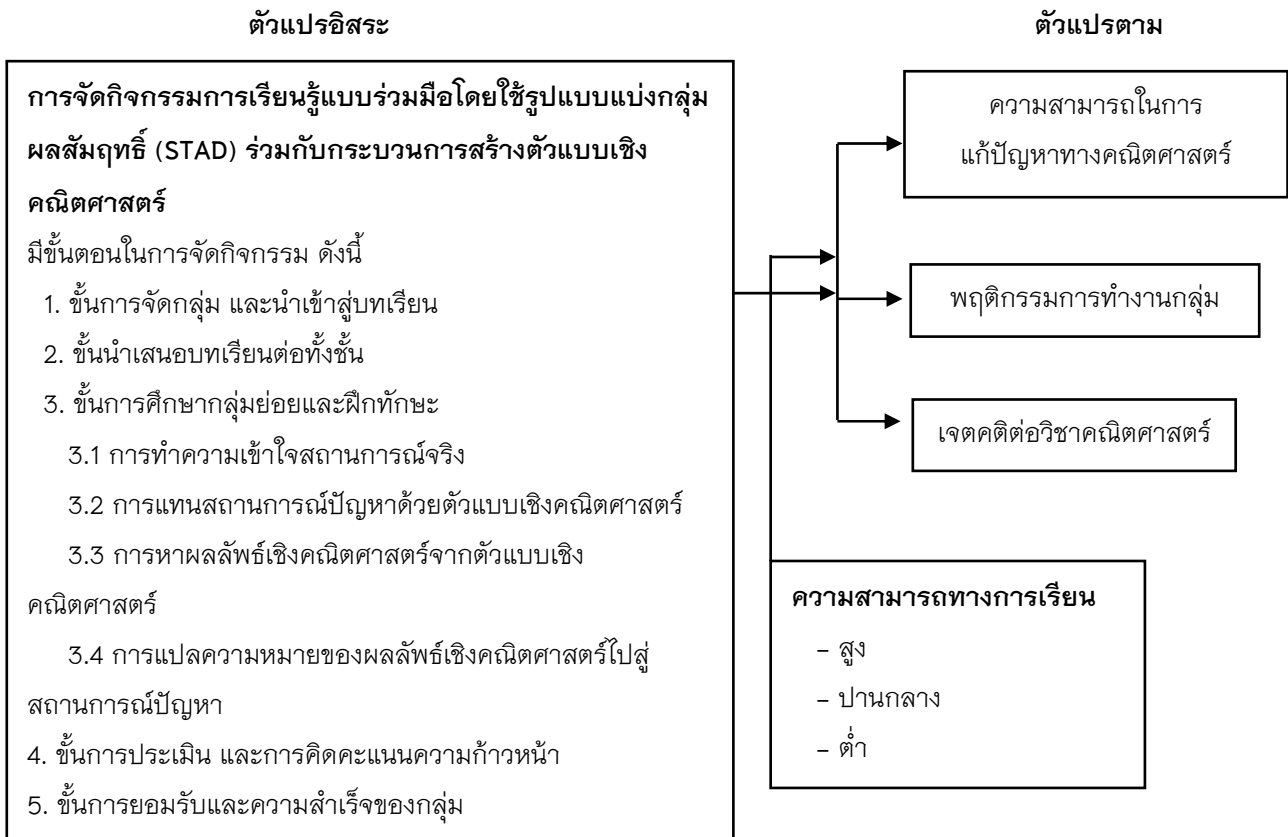 ตัวแปรอิสระ
ตัวแปรตาม
การจัดกิจกรรมการเรียนรู้แบบร่วมมือโดยใช้รูปแบบแบ่งกลุ่ม
ผลสัมฤทธิ์ (STAD) ร่วมกับกระบวนการสร้างตัวแบบเชิง
คณิตศาสตร์
มีขั้นตอนในการจัดกิจกรรม ดังนี้
1. ขั้นการจัดกลุ่ม และนำเข้าสู่บทเรียน
2. ขั้นนำเสนอบทเรียนต่อทั้งชั้น
3. ขั้นการศึกษากลุ่มย่อยและฝึกทักษะ
3.1 การทำความเข้าใจสถานการณ์จริง
3.2 การแทนสถานการณ์ปัญหาด้วยตัวแบบเชิงคณิตศาสตร์
3.3 การหาผลลัพธ์เชิงคณิตศาสตร์จากตัวแบบเชิง
คณิตศาสตร์
3.4 การแปลความหมายของผลลัพธ์เชิงคณิตศาสตร์ไปสู่
สถานการณ์ปัญหา
4. ขั้นการประเมิน และการคิดคะแนนความก้าวหน้า
5. ขั้นการยอมรับและความสำเร็จของกลุ่ม
ความสามารถในการ
แก้ปัญหาทางคณิตศาสตร์
พฤติกรรมการทำงานกลุ่ม
เจตคติต่อวิชาคณิตศาสตร์
ความสามารถทางการเรียน
- สูง
- ปานกลาง
- ต่ำ